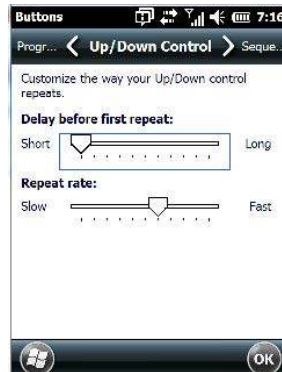 Buttons 7:16
Progr... Up/Down Control Seque..
Customize the way your Up/Down control
repeats.
Delay before first repeat:
Short Long
Repeat rate:
Slow Fast
OK